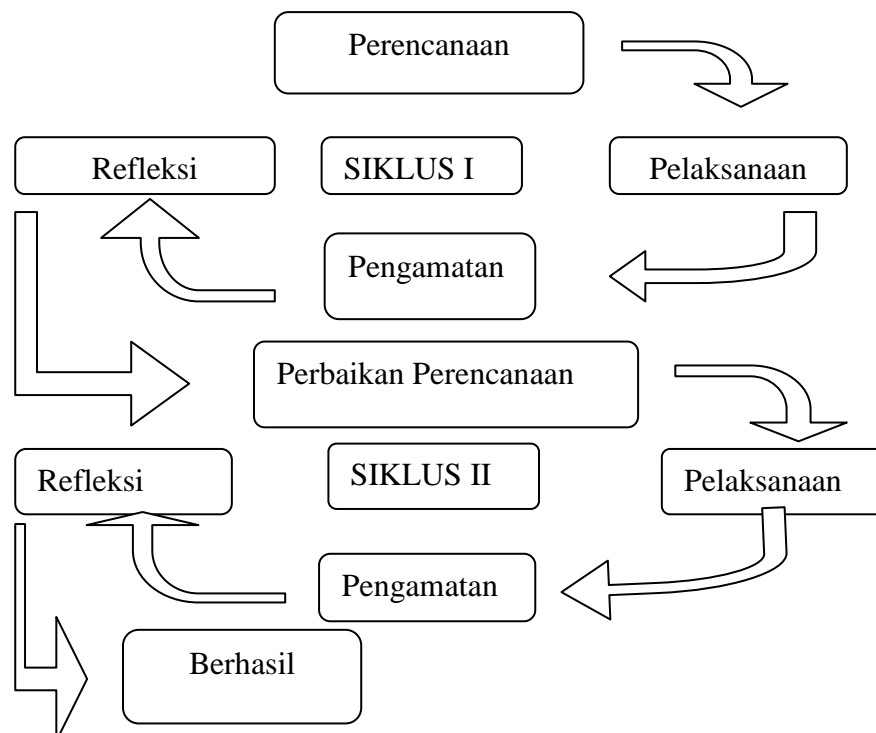 Perencanaan
Refleksi
SIKLUS I
Pelaksanaan
Pengamatan
Perbaikan Perencanaan
Refleksi
SIKLUS II
Pelaksanaan
Pengamatan
Berhasil